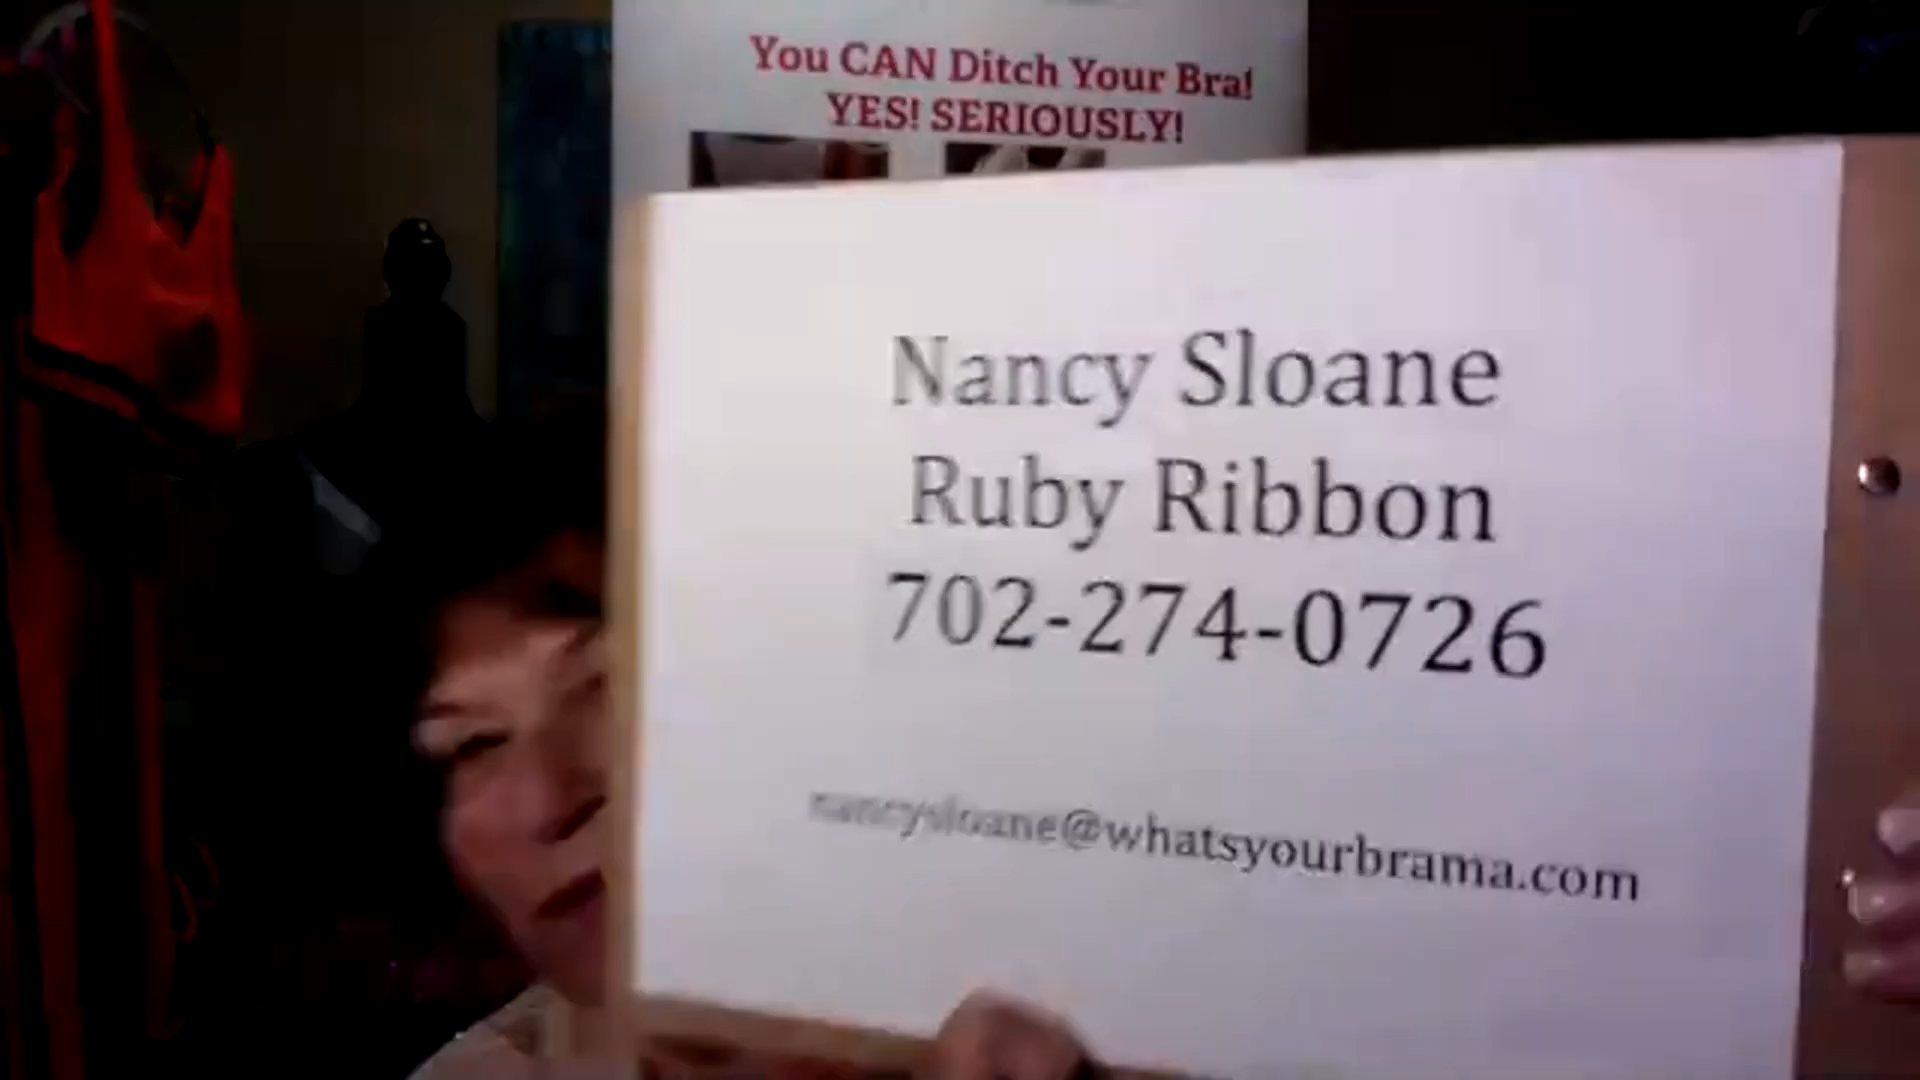 You CAN Ditch Your Bra!
YES! SERIOUSLY!
Nancy Sloane
Ruby Ribbon
702-274-0726
nancysloane@whatsyourbrama.com